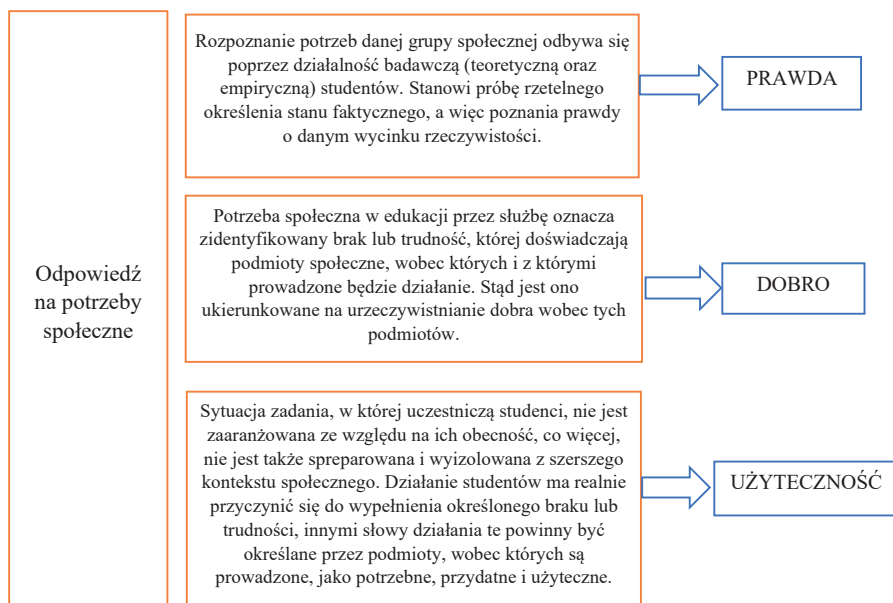 Odpowiedź
na potrzeby
społeczne
Rozpoznanie potrzeb danej grupy społecznej odbywa się
poprzez działalność badawczą (teoretyczną oraz
empiryczną) studentów. Stanowi próbę rzetelnego
określenia stanu faktycznego, a więc poznania prawdy
o danym wycinku rzeczywistości.
PRAWDA
Potrzeba społeczna w edukacji przez służbę oznacza
zidentyfikowany brak lub trudność, której doświadczają
podmioty społeczne, wobec których i z którymi
prowadzone będzie działanie. Stąd jest ono
ukierunkowane na urzeczywistnianie dobra wobec tych
podmiotów.
DOBRO
Sytuacja zadania, w której uczestniczą studenci, nie jest
zaaranżowana ze względu na ich obecność, co więcej,
nie jest także spreparowana i wyizolowana z szerszego
kontekstu społecznego. Działanie studentów ma realnie
przyczynić się do wypełnienia określonego braku lub
trudności, innymi słowy działania te powinny być
określane przez podmioty, wobec których są
prowadzone, jako potrzebne, przydatne i użyteczne.
UŻYTECZNOŚĆ